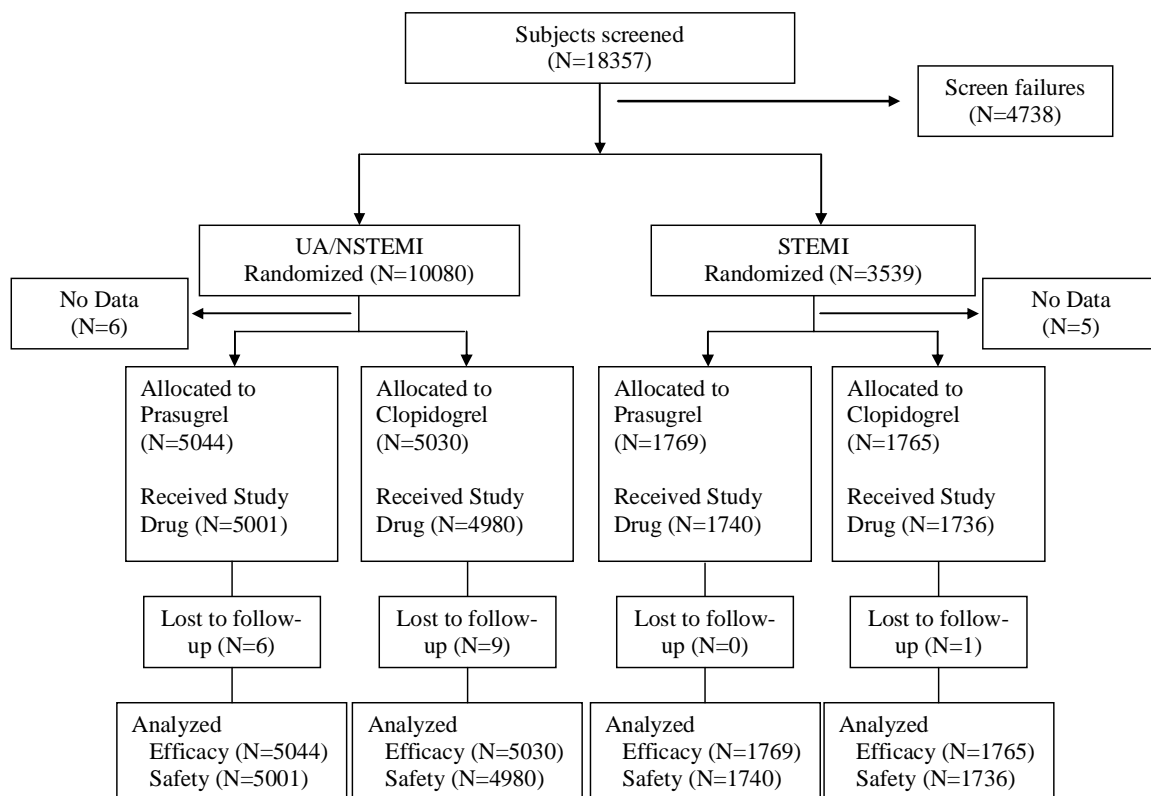 Subjects screened
(N=18357)
Screen failures
(N=4738)
UA/NSTEMI
Randomized (N=10080)
STEMI
Randomized (N=3539)
No Data
(N=6)
No Data
(N=5)
Allocated to
Prasugrel
(N=5044)
Received Study
Drug (N=5001)
Allocated to
Clopidogrel
(N=5030)
Received Study
Drug (N=4980)
Allocated to
Prasugrel
(N=1769)
Received Study
Drug (N=1740)
Allocated to
Clopidogrel
(N=1765)
Received Study
Drug (N=1736)
Lost to follow-
up (N=6)
Lost to follow-
up (N=9)
Lost to follow-
up (N=0)
Lost to follow-
up (N=1)
Analyzed
Efficacy (N=5044)
Safety (N=5001)
Analyzed
Efficacy (N=5030)
Safety (N=4980)
Analyzed
Efficacy (N=1769)
Safety (N=1740)
Analyzed
Efficacy (N=1765)
Safety (N=1736)